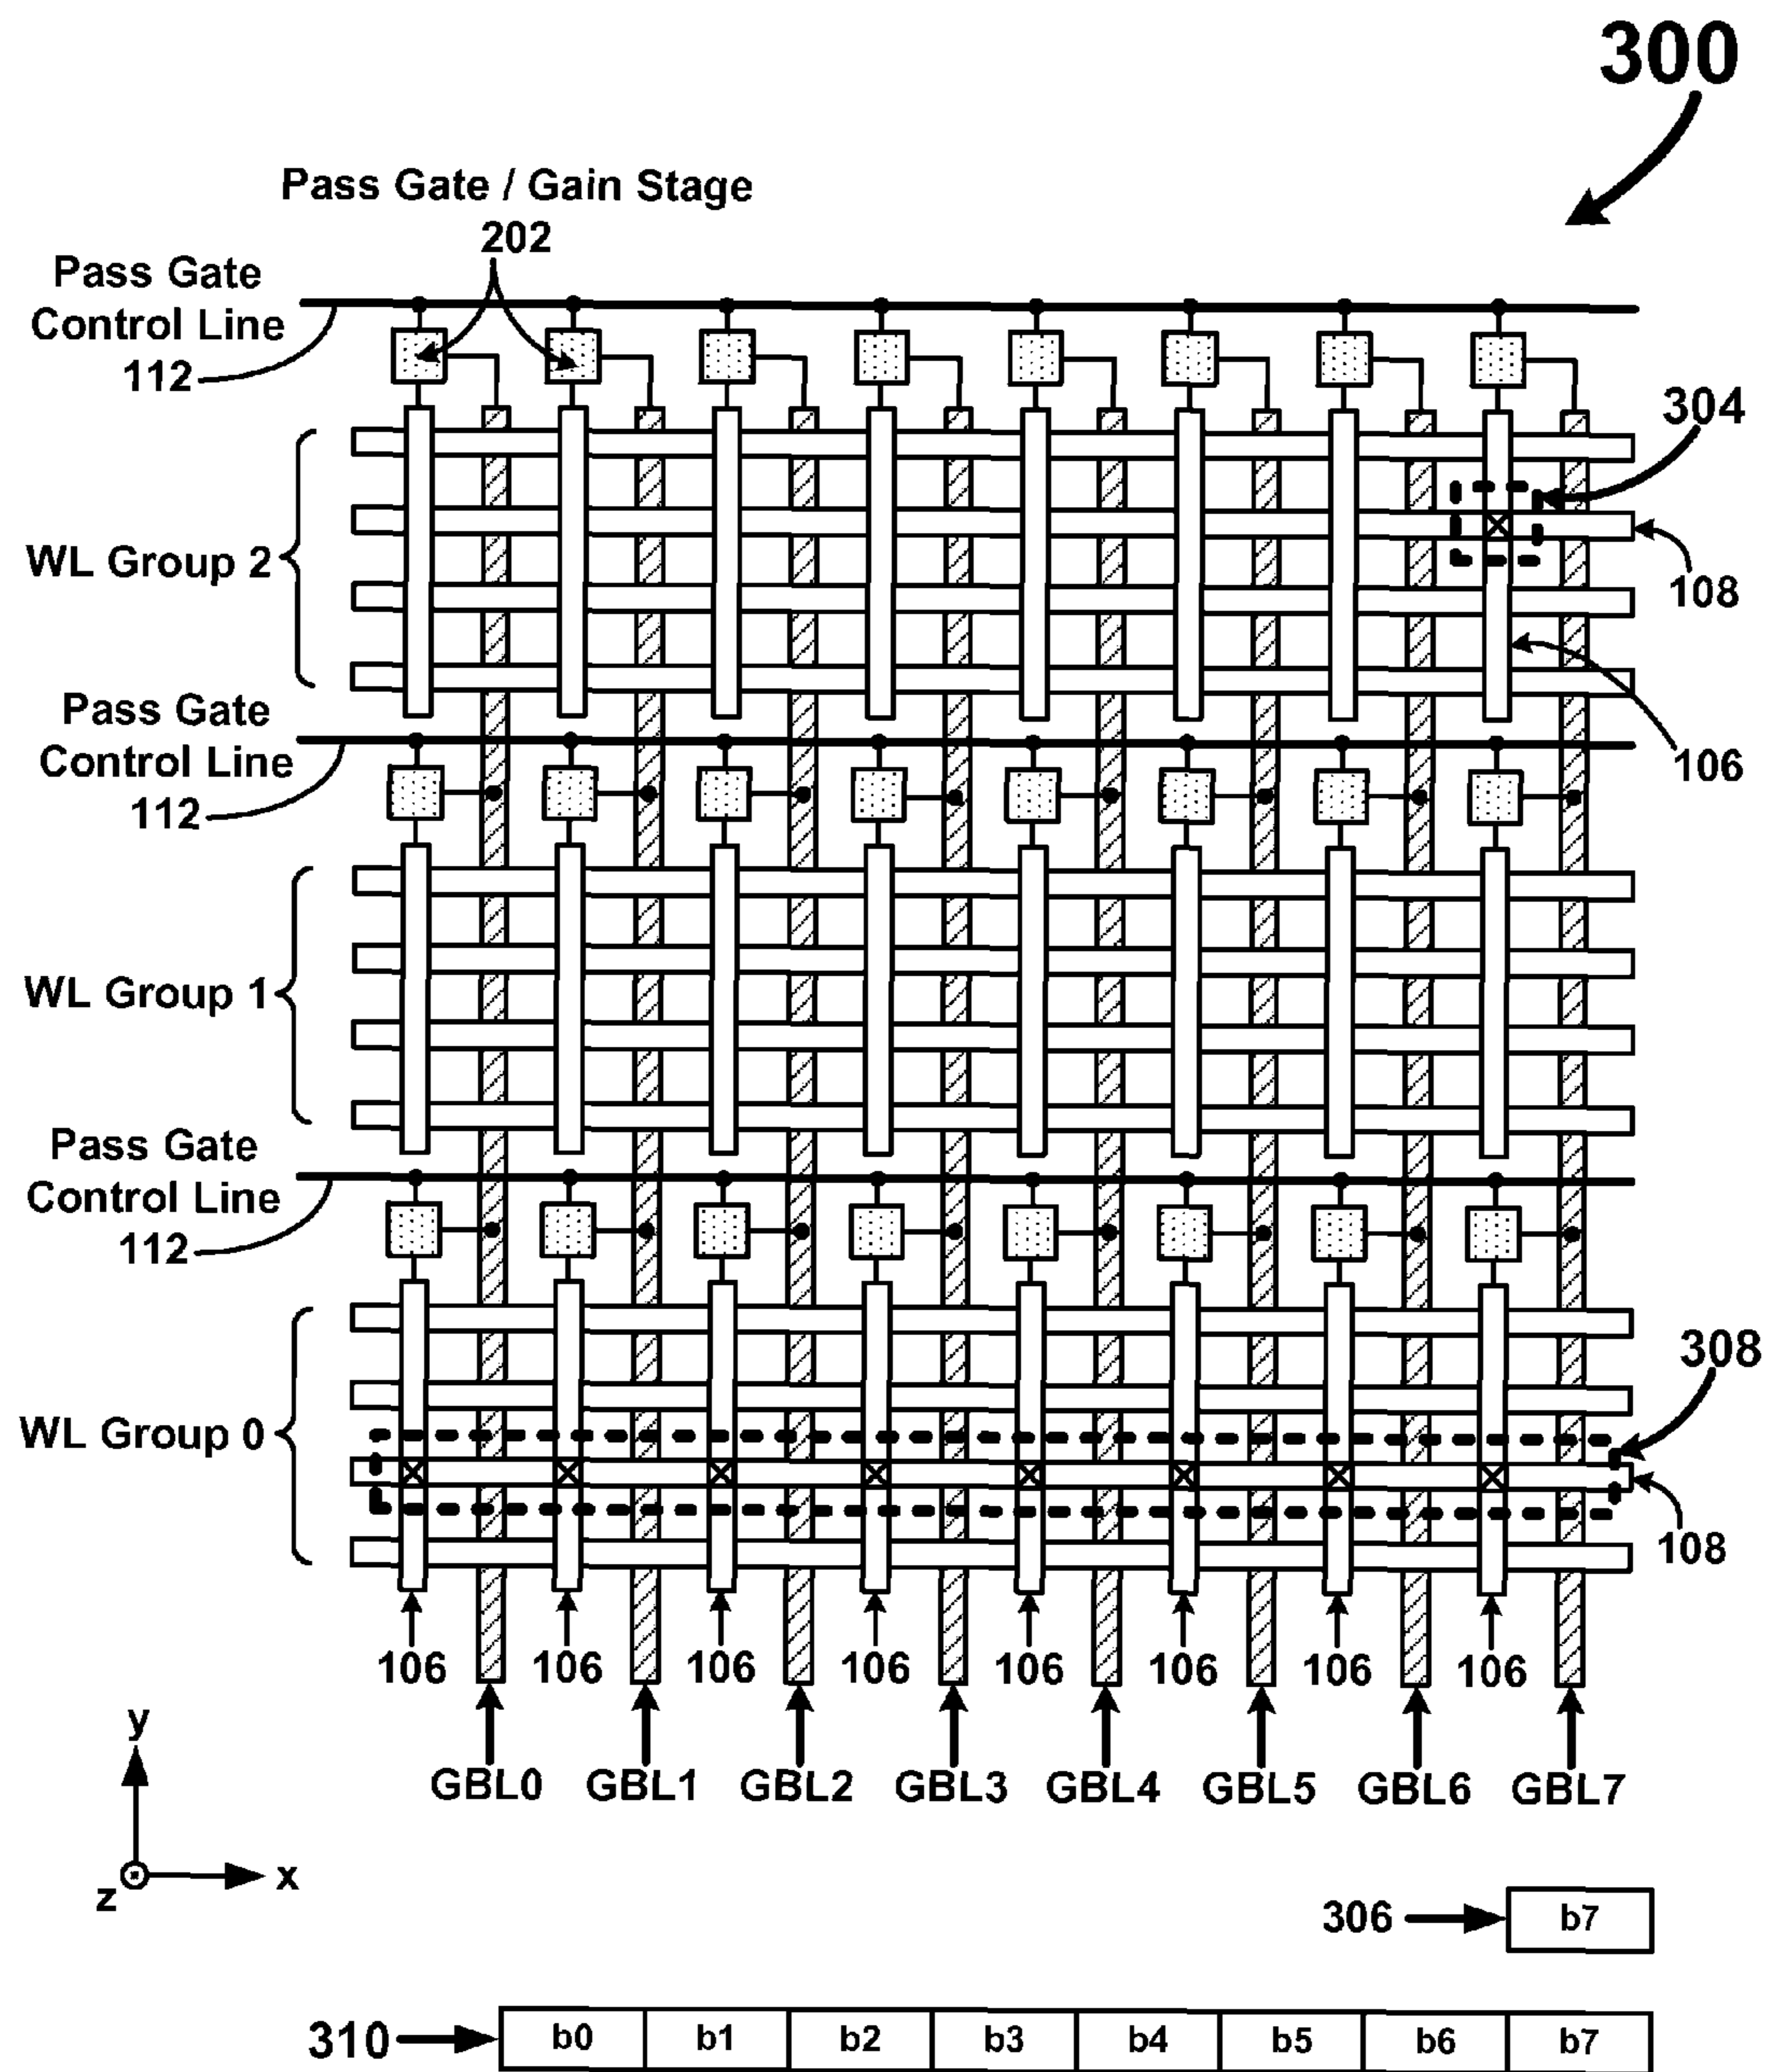 300
Pass Gate / Gain Stage
202
Pass Gate
Control Line
112
304
WL Group 2
108
Pass Gate
Control Line
112
106
WL Group 1
Pass Gate
Control Line
112
308
WL Group 0
108
106 106 106 106 106 106 106 106
GBL0 GBL1 GBL2 GBL3 GBL4 GBL5 GBL6 GBL7
y
z x
306 b7
310 b0 b1 b2 b3 b4 b5 b6 b7